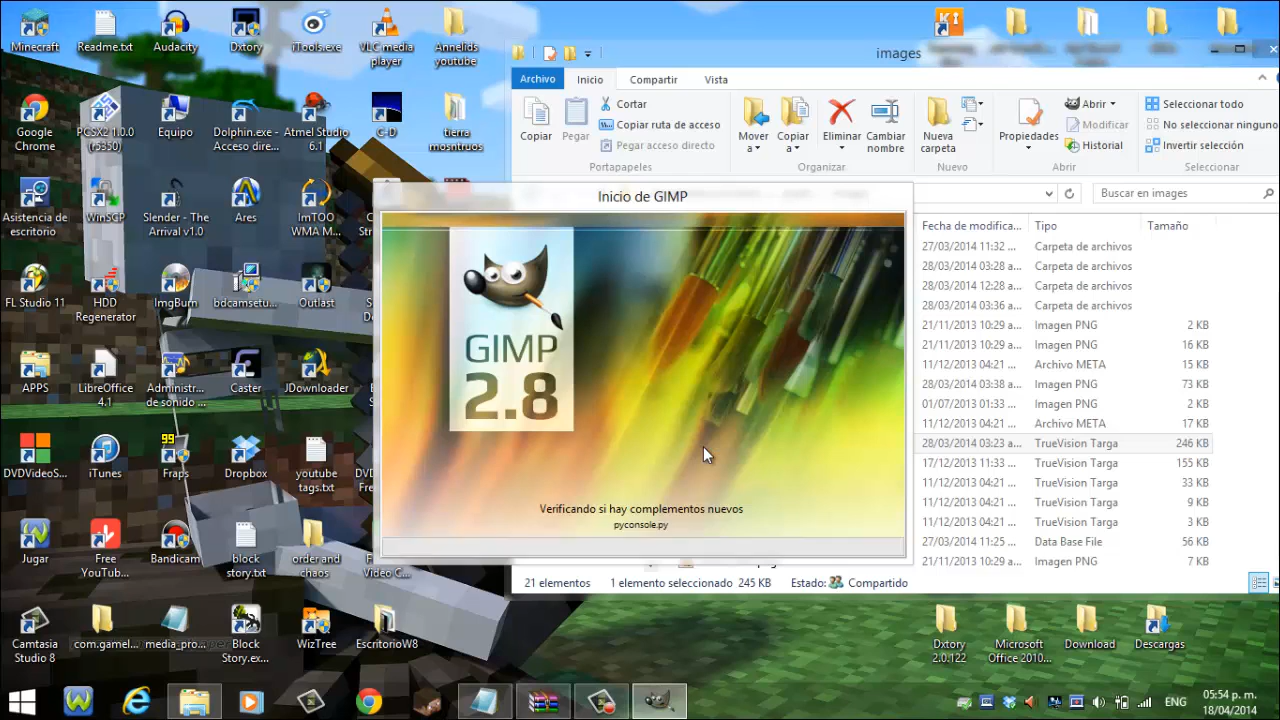 Minecraft
Readme.txt
Audacity
Dxtory
iTools.exe
VLC media
player
Annelids
youtube
Google
Chrome
PCSX2 1.0.0
(r5350)
Equipo
Dolphin.exe -
Acceso dire...
Atmel Studio
6.1
C-D
tierra
mosntruos
Asistencia de
escritorio
WinSCP
Slender - The
Arrival v1.0
Ares
ImTOO
WMA M...
FL Studio 11
HDD
Regenerator
ImgBurn
bdcamsetu...
Outlast
APPS
LibreOffice
4.1
Administr...
de sonido ...
Caster
JDownloader
DVDVideoS...
iTunes
99
Fraps
Dropbox
youtube
tags.txt
Jugar
Free
YouTub...
Bandicam
block
story.txt
order and
chaos
Video C...
Camtasia
Studio 8
com.gamel...
media_pro...
Block
Story.ex...
WizTree
EscritorioW8
images
Archivo
Inicio
Compartir
Vista
Copiar
Pegar
Cortar
Copiar ruta de acceso
Pegar acceso directo
Portapapeles
Mover
a
Copiar
a
Eliminar
Cambiar
nombre
Organizar
Nueva
carpeta
Nuevo
Propiedades
Abrir
Modificar
Historial
Abrir
Seleccionar todo
No seleccionar ninguno
Invertir selección
Seleccionar
Buscar en images
Inicio de GIMP
GIMP
2.8
Verificando si hay complementos nuevos
pyconsole.py
Fecha de modifica... Tipo Tamaño
27/03/2014 11:32 ... Carpeta de archivos
28/03/2014 03:28 a... Carpeta de archivos
28/03/2014 12:28 ... Carpeta de archivos
28/03/2014 03:36 a... Carpeta de archivos
21/11/2013 10:29 a... Imagen PNG 2 KB
21/11/2013 10:29 a... Imagen PNG 16 KB
11/12/2013 04:21 ... Archivo META 15 KB
28/03/2014 03:38 a... Imagen PNG 73 KB
01/07/2013 01:33 ... Imagen PNG 2 KB
11/12/2013 04:21 ... Archivo META 17 KB
28/03/2014 03:23 a... TrueVision Targa 246 KB
17/12/2013 11:33 ... TrueVision Targa 155 KB
11/12/2013 04:21 ... TrueVision Targa 33 KB
11/12/2013 04:21 ... TrueVision Targa 9 KB
11/12/2013 04:21 ... TrueVision Targa 3 KB
27/03/2014 11:25 ... Data Base File 56 KB
21/11/2013 10:29 a... Imagen PNG 7 KB
21 elementos 1 elemento seleccionado 245 KB Estado: Compartido
Dxtory
2.0.122
Microsoft
Office 2010...
Download
Descargas
ENG
05:54 p. m.
18/04/2014